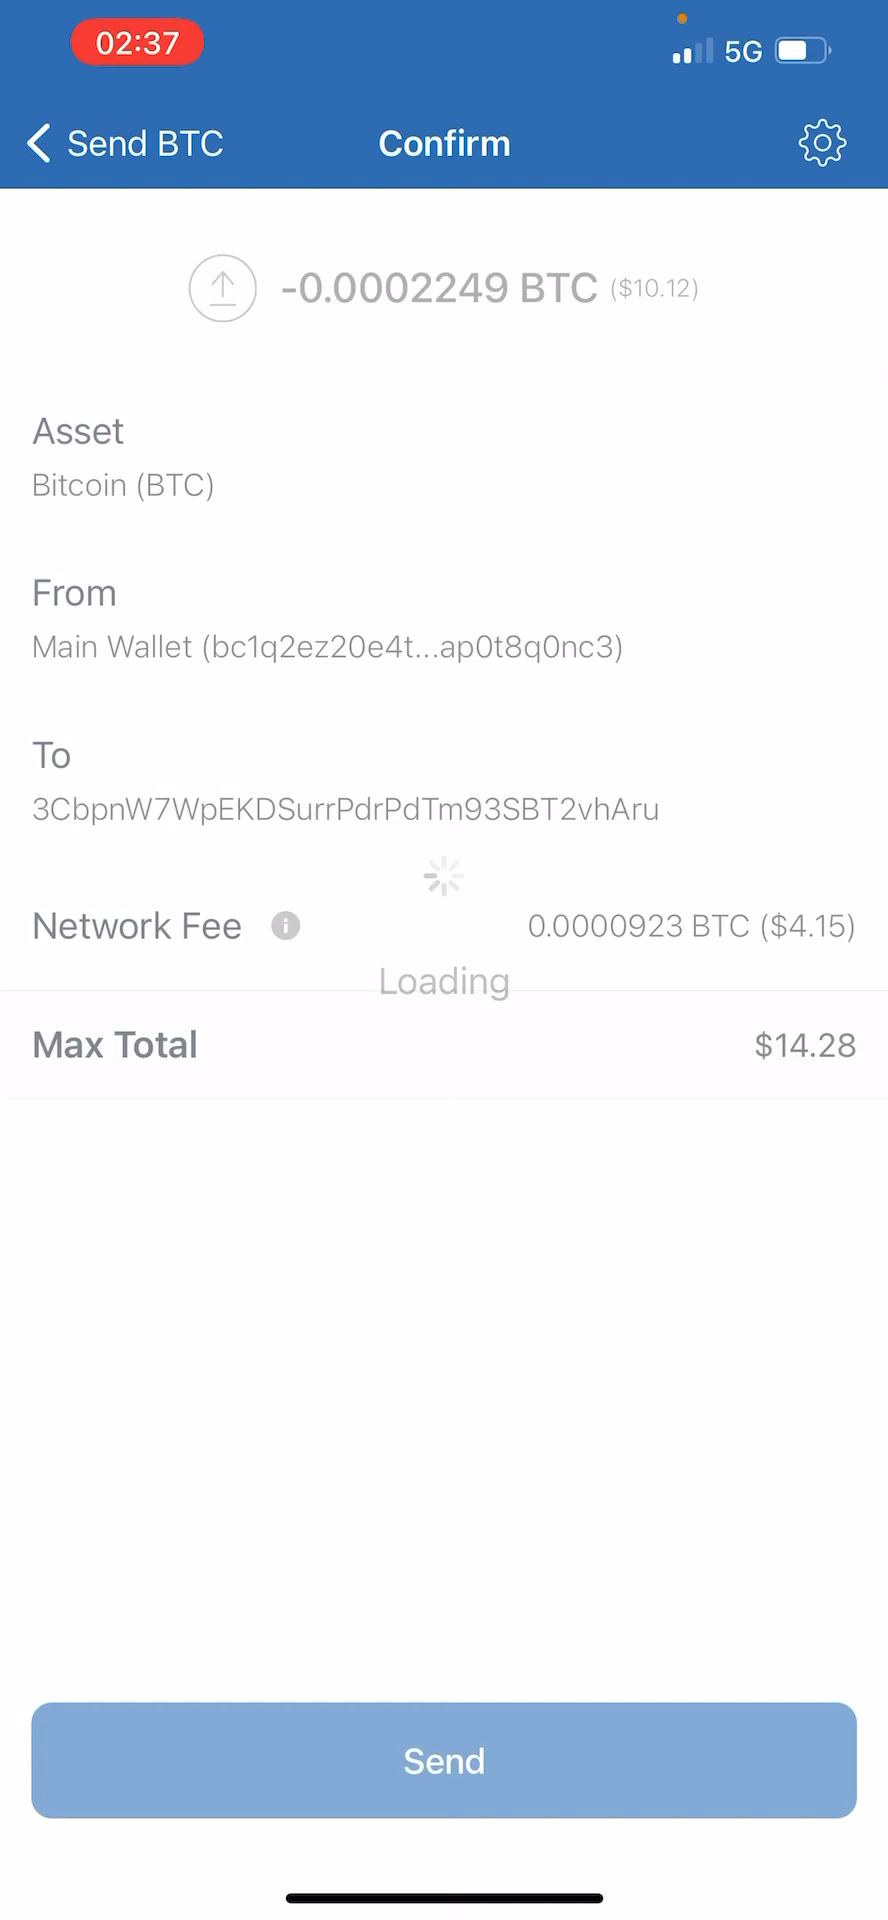 02:37
5G
Send BTC
Confirm
-0.0002249 BTC ($10.12)
Asset
Bitcoin (BTC)
From
Main Wallet (bc1q2ez20e4t...ap0t8q0nc3)
To
3CbpnW7WpEKDSurrPdrPdTm93SBT2vhAru
Network Fee i 0.0000923 BTC ($4.15)
Loading
Max Total $14.28
Send